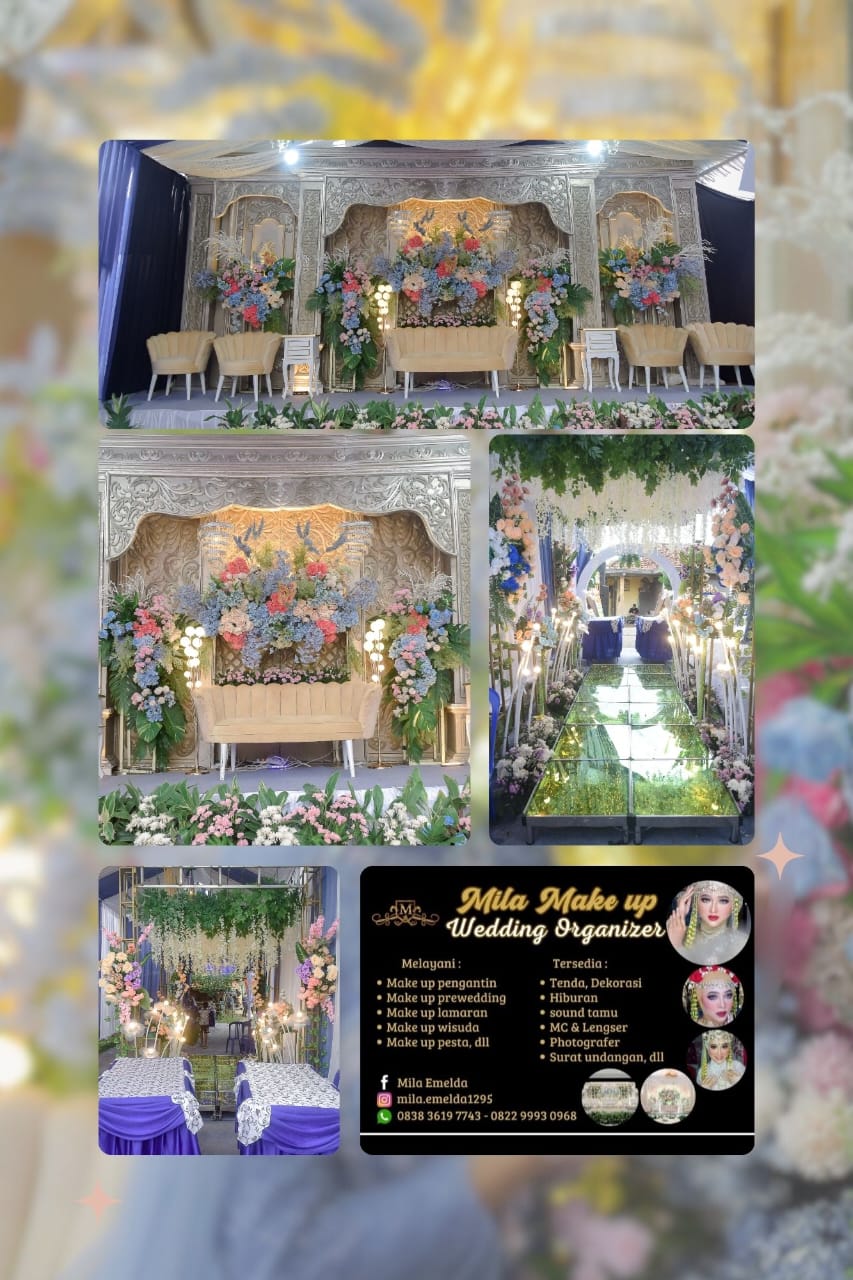 M
Mila Make up
Wedding Organizer
Melayani :
• Make up pengantin
• Make up prewedding
• Make up lamaran
• Make up wisuda
• Make up pesta, dll
Tersedia :
• Tenda, Dekorasi
• Hiburan
• sound tamu
• MC & Lengser
• Photografer
• Surat undangan, dll
Mila Emelda
mila.emelda1295
0838 3619 7743 - 0822 9993 0968